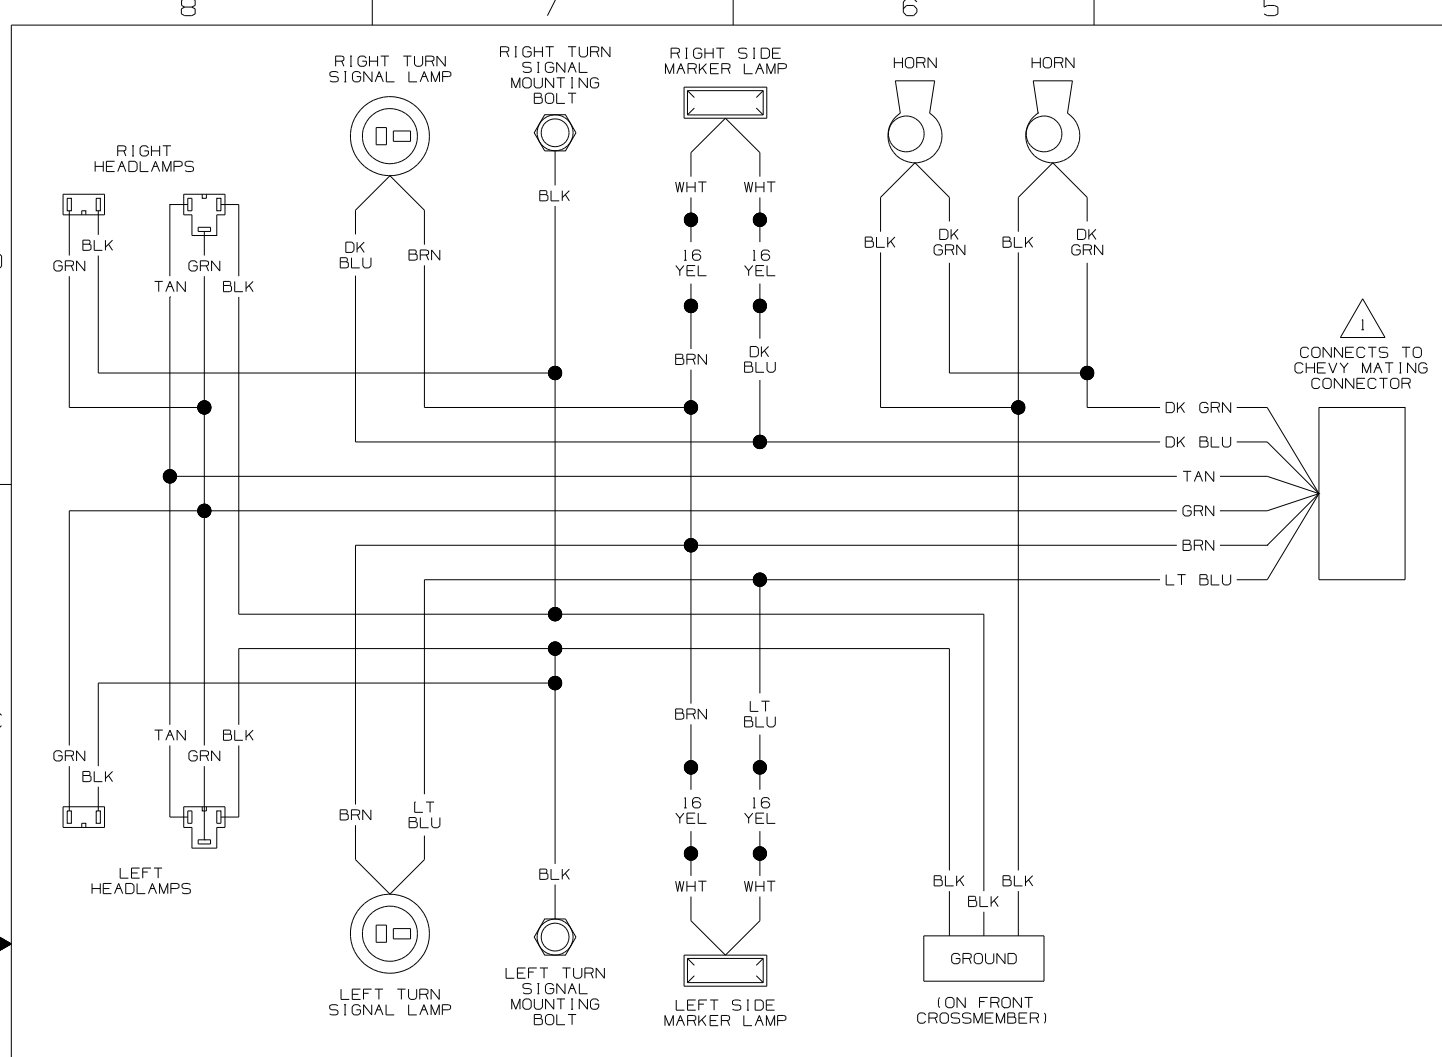 8
7
6
5
RIGHT TURN
SIGNAL LAMP
RIGHT TURN
SIGNAL
MOUNTING
BOLT
RIGHT SIDE
MARKER LAMP
HORN
HORN
RIGHT
HEADLAMPS
BLK
WHT
WHT
BLK
GRN
GRN
TAN
BLK
DK
BLU
BRN
16
YEL
16
YEL
BLK
DK
GRN
BLK
DK
GRN
BRN
DK
BLU
1
CONNECTS TO
CHEVY MATING
CONNECTOR
DK GRN
DK BLU
TAN
GRN
BRN
LT BLU
BRN
LT
BLU
TAN
BLK
GRN
GRN
BLK
BRN
LT
BLU
16
YEL
16
YEL
LEFT
HEADLAMPS
BLK
WHT
WHT
BLK
BLK
BLK
GROUND
LEFT TURN
SIGNAL LAMP
LEFT TURN
SIGNAL
MOUNTING
BOLT
LEFT SIDE
MARKER LAMP
(ON FRONT
CROSSMEMBER)